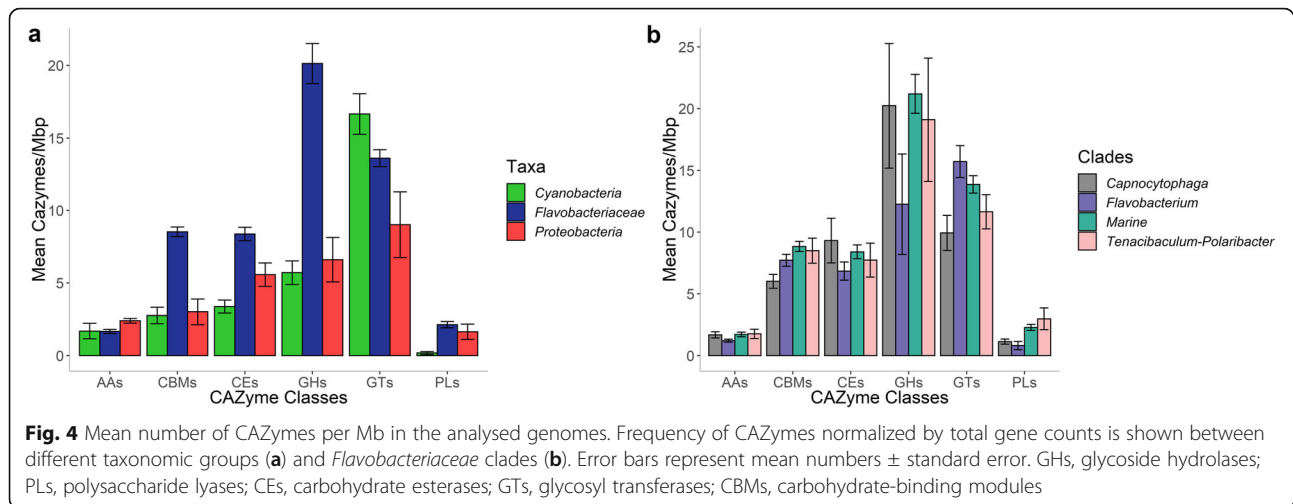 a
Mean Cazymes/Mbp
20
15
10
5
0
AAs CBMs CEs GHs GTs PLs
CAZyme Classes
Taxa
Cyanobacteria
Flavobacteriaceae
Proteobacteria
b
Mean Cazymes/Mbp
25
20
15
10
5
0
AAs CBMs CEs GHs GTs PLs
CAZyme Classes
Clades
Capnocytophaga
Flavobacterium
Marine
Tenacibaculum-Polaribacter
Fig. 4 Mean number of CAZymes per Mb in the analysed genomes. Frequency of CAZymes normalized by total gene counts is shown between
different taxonomic groups (a) and Flavobacteriaceae clades (b). Error bars represent mean numbers ± standard error. GHs, glycoside hydrolases;
PLs, polysaccharide lyases; CEs, carbohydrate esterases; GTs, glycosyl transferases; CBMs, carbohydrate-binding modules